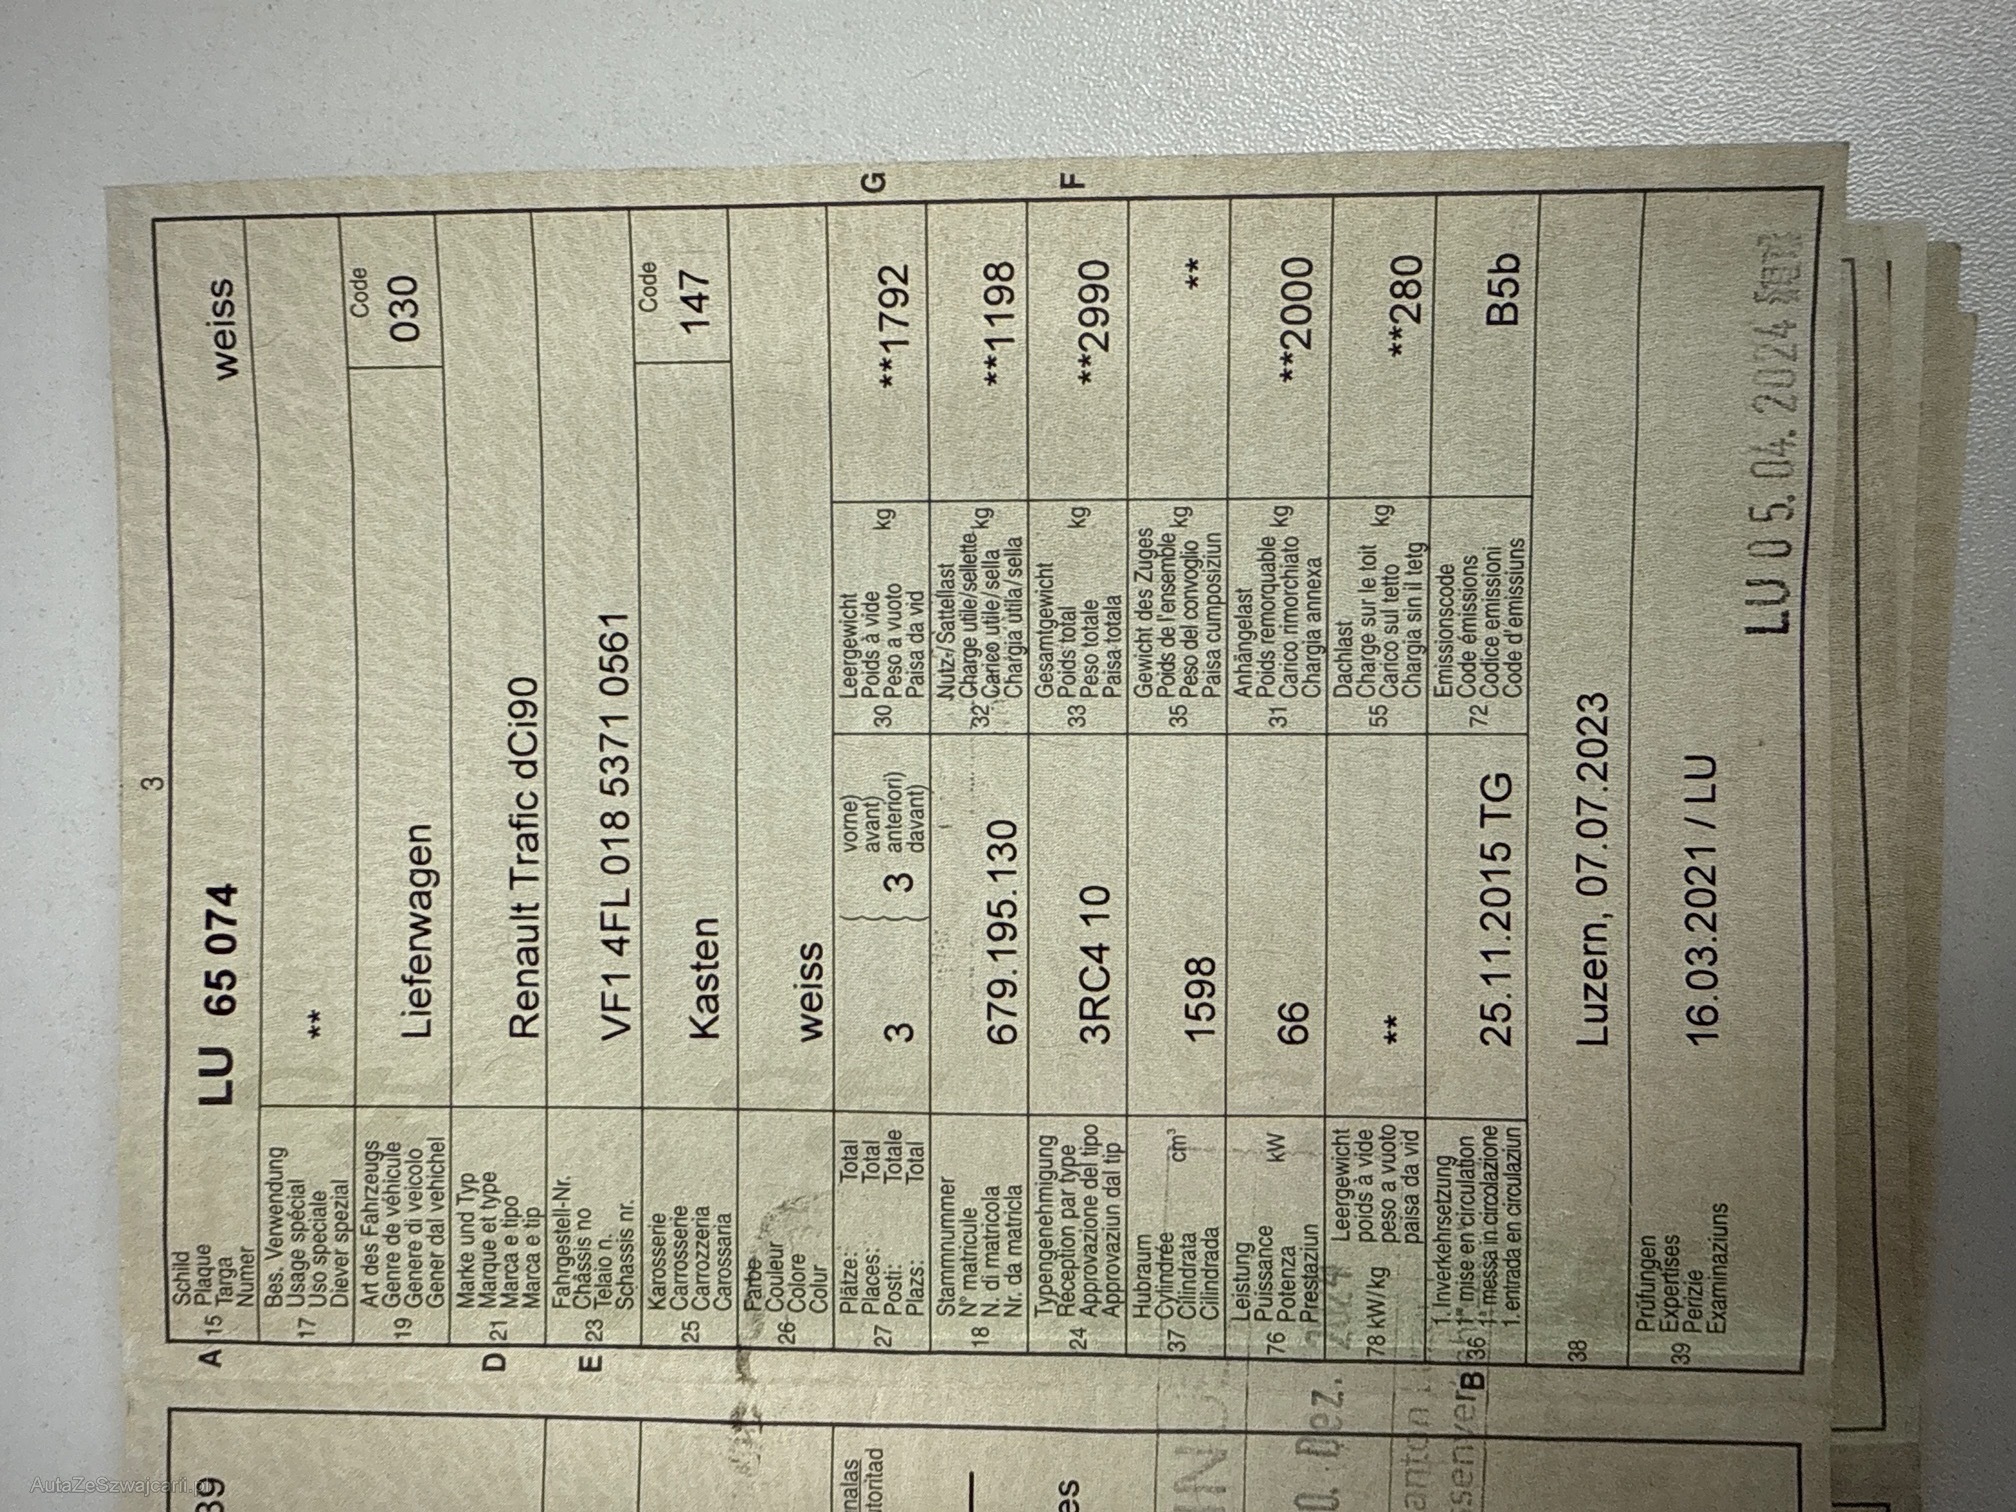 3
Schild
Plaque
A 15 Targa
Numer
LU 65 074
weiss
Bes. Verwendung
Usage spécial
17 Uso speciale
Diever spezial
**
Art des Fahrzeugs
Genre de véhicule
19 Genere di veicolo
Gener dal vehichel
Lieferwagen
Code
030
Marke und Typ
Marque et type
D 21 Marca e tipo
Marca e tip
Renault Trafic dCi90
Fahrgestell-Nr.
Châssis no
E 23 Telaio n.
Schassis nr.
VF1 4FL 018 5371 0561
Karosserie
Carrosserie
25 Carrozzeria
Carossaria
Kasten
Code
147
Farbe
Couleur
26 Colore
Colur
weiss
Plätze: Total
Places: Total
27 Posti: Totale
Plazs: Total
3
3
vorne)
avant)
anteriori)
davant)
Leergewicht
Poids à vide
30 Peso a vuoto kg
Paisa da vid
**1792
G
Stammnummer
N° matricule
18 N. di matricola
Nr. da matricla
679.195.130
Nutz-/Sattellast
Charge utile/sellette
32 Carico utile/sella kg
Chargia utila/sella
**1198
Typengenehmigung
Réception par type
24 Approvazione del tipo
Approvaziun dal tip
3RC4 10
Gesamtgewicht
Poids total
33 Peso totale kg
Paisa totala
**2990
F
Hubraum
Cylindrée
37 Cilindrata cm³
Cilindrada
1598
Gewicht des Zuges
Poids de l'ensemble
35 Peso del convoglio kg
Paisa cumposiziun
**
Leistung
Puissance
76 Potenza kW
Prestaziun
66
Anhängelast
Poids remorquable
31 Carico rimorchiato kg
Chargia annexa
**2000
Leergewicht
poids à vide
78 kW/kg peso a vuoto
paisa da vid
**
Dachlast
Charge sur le toit
55 Carico sul tetto kg
Chargia sin il tetg
**280
1. Inverkehrsetzung
1re mise en circulation
B 36 1a messa in circolazione
1. entrada en circulaziun
25.11.2015 TG
Emissionscode
Code émissions
72 Codice emissioni
Code d'emissiuns
B5b
38
Luzern, 07.07.2023
Prüfungen
Expertises
39 Perizie
Examinaziuns
16.03.2021 / LU
LU 05.04.2024
39
nalas
toritad
es
0. Dez. 2024
anton
ssenver
AutaZeSzwajcarii.pl